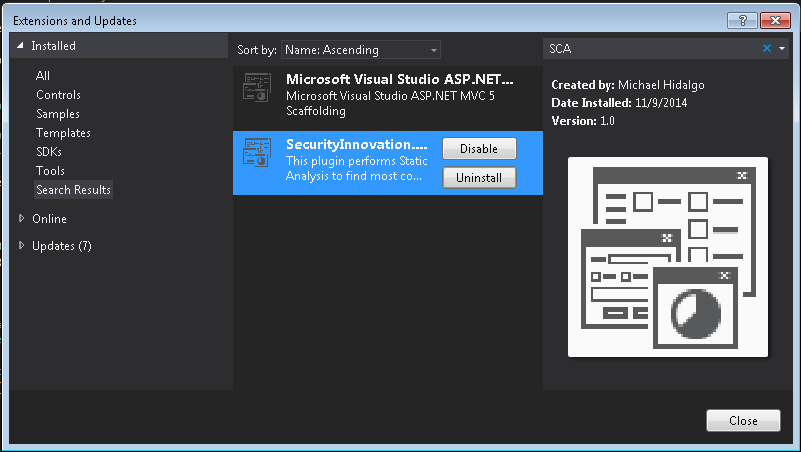 Extensions and Updates
?
Installed
All
Controls
Samples
Templates
SDKs
Tools
Search Results
Online
Updates (7)
Sort by: Name: Ascending
Microsoft Visual Studio ASP.NET...
Microsoft Visual Studio ASP.NET MVC 5
Scaffolding
SecurityInnovation....
This plugin performs Static
Analysis to find most co...
Disable
Uninstall
SCA
Created by: Michael Hidalgo
Date Installed: 11/9/2014
Version: 1.0
Close